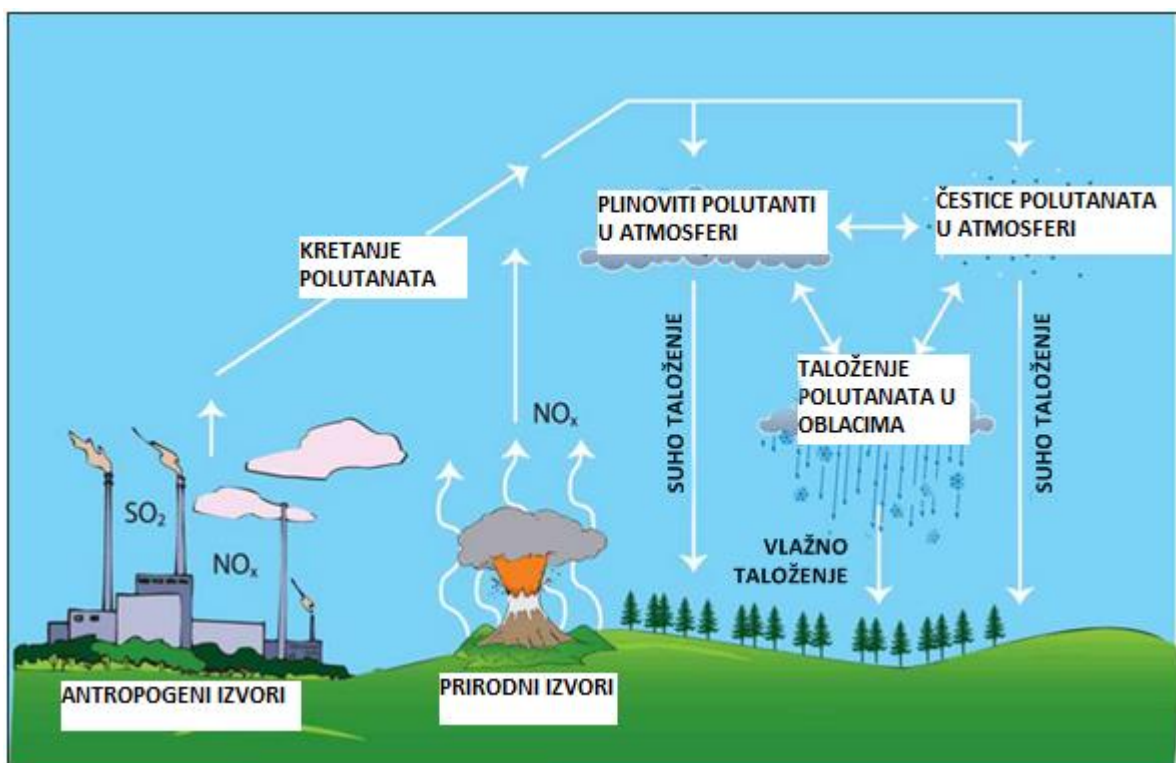 PLINOVITI POLUTANTI
U ATMOSFERI
ČESTICE POLUTANATA
U ATMOSFERI
KRETANJE
POLUTANATA
SUHO TALOŽENJE
TALOŽENJE
POLUTANATA U
OBLACIMA
SUHO TALOŽENJE
NOx
SO2
NOx
VLAŽNO
TALOŽENJE
ANTROPOGENI IZVORI
PRIRODNI IZVORI